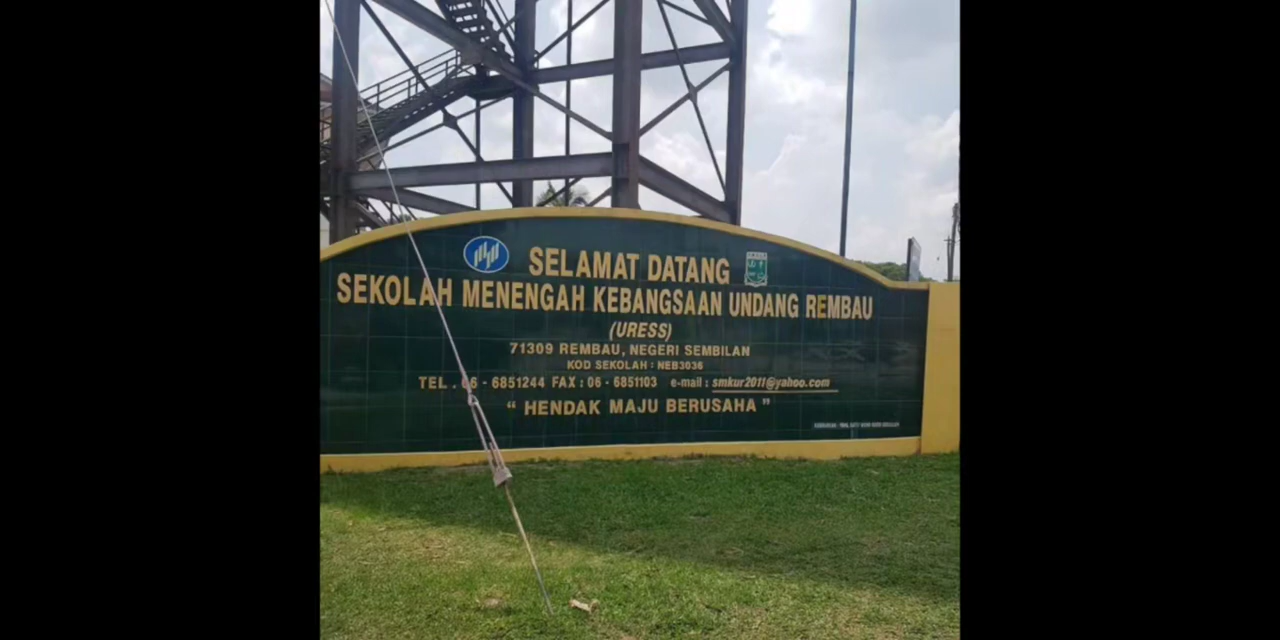 SELAMAT DATANG
SEKOLAH MENENGAH KEBANGSAAN UNDANG REMBAU
(URESS)
71309 REMBAU, NEGERI SEMBILAN
KOD SEKOLAH : NEB3036
TEL . 06 - 6851244 FAX : 06 - 6851103 e-mail : smkur2011@yahoo.com
“ HENDAK MAJU BERUSAHA ”